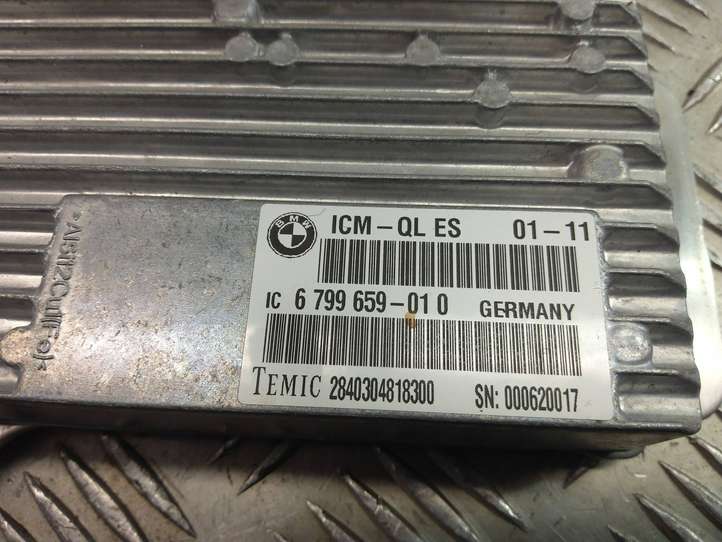 BMW
ICM-QL ES 01-11
IC 6 799 659-01 0 GERMANY
TEMIC 2840304818300 SN: 000620017